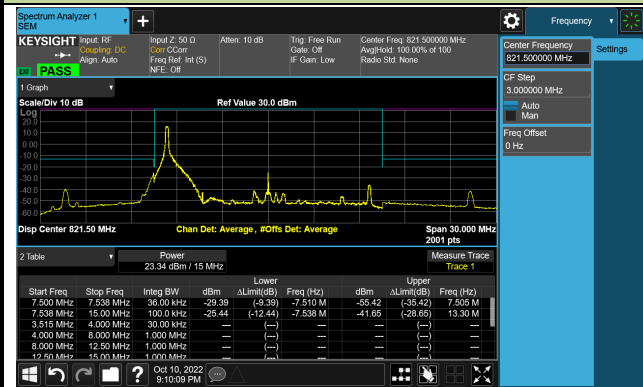 Spectrum Analyzer 1
SEM
Frequency
KEYSIGHT
Input: RF
Coupling: DC
Align: Auto
Input Z: 50 Ω
Corr CCorr
Freq Ref: Int (S)
NFE: Off
Atten: 10 dB
Trig: Free Run
Gate: Off
IF Gain: Low
Center Freq: 821.500000 MHz
Avg|Hold: 100.00% of 100
Radio Std: None
PASS
Center Frequency
821.500000 MHz
Settings
CF Step
3.000000 MHz
Auto
Man
Freq Offset
0 Hz
1 Graph
Scale/Div 10 dB
Ref Value 30.0 dBm
Log
20.0
10.0
0.00
-10.0
-20.0
-30.0
-40.0
-50.0
-60.0
Disp Center 821.50 MHz
Chan Det: Average, #Offs Det: Average
Span 30.000 MHz
2001 pts
2 Table
Power
23.34 dBm / 15 MHz
Measure Trace
Trace 1
Lower Upper
Start Freq Stop Freq Integ BW dBm ΔLimit(dB) Freq (Hz) dBm ΔLimit(dB) Freq (Hz)
7.500 MHz 7.538 MHz 36.00 kHz -29.39 (-9.39) -7.510 M -55.42 (-35.42) 7.505 M
7.538 MHz 15.00 MHz 100.0 kHz -25.44 (-12.44) -7.538 M -41.65 (-28.65) 13.30 M
3.515 MHz 4.000 MHz 30.00 kHz --- (---) --- --- (---) ---
4.000 MHz 8.000 MHz 1.000 MHz --- (---) --- --- (---) ---
8.000 MHz 12.50 MHz 1.000 MHz --- (---) --- --- (---) ---
12.50 MHz 15.00 MHz 1.000 MHz --- (---) --- --- (---) ---
Oct 10, 2022
9:10:09 PM